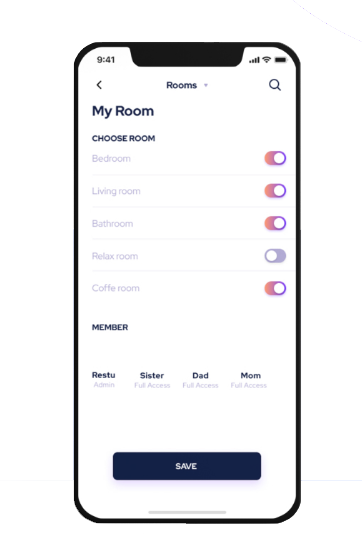 9:41
Rooms
My Room
CHOOSE ROOM
Bedroom
Living room
Bathroom
Relax room
Coffe room
MEMBER
Restu Sister Dad Mom
Admin Full Access Full Access Full Access
SAVE